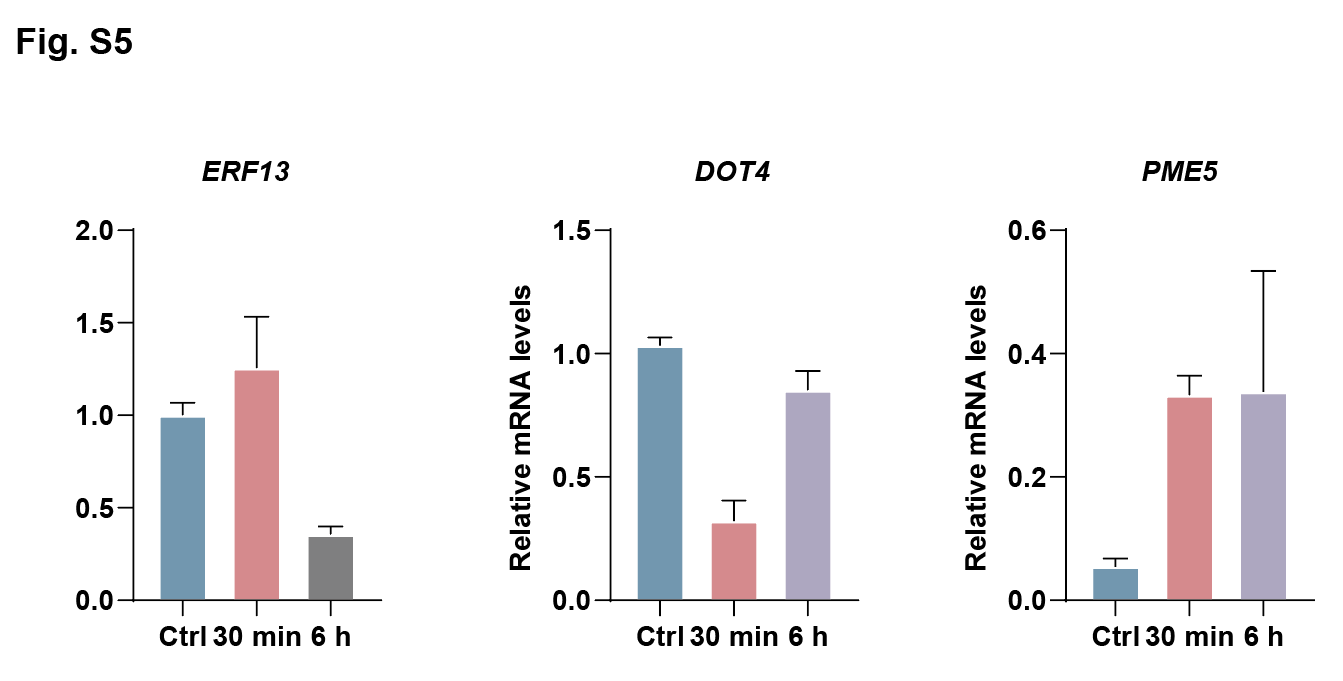 Fig. S5
ERF13
2.0
1.5
1.0
0.5
0.0
Ctrl 30 min 6 h
DOT4
Relative mRNA levels
1.5
1.0
0.5
0.0
Ctrl 30 min 6 h
PME5
Relative mRNA levels
0.6
0.4
0.2
0.0
Ctrl 30 min 6 h